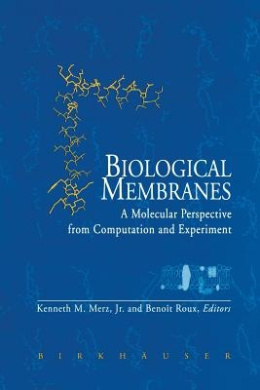 BIOLOGICAL
MEMBRANES
A Molecular Perspective
from Computation and Experiment
Kenneth M. Merz, Jr. and Benoît Roux, Editors
BIRKHÄUSER